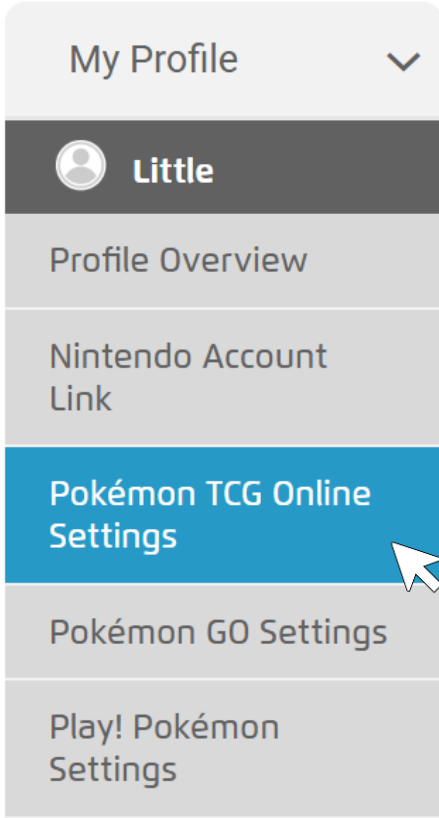 My Profile
Little
Profile Overview
Nintendo Account
Link
Pokémon TCG Online
Settings
Pokémon GO Settings
Play! Pokémon
Settings